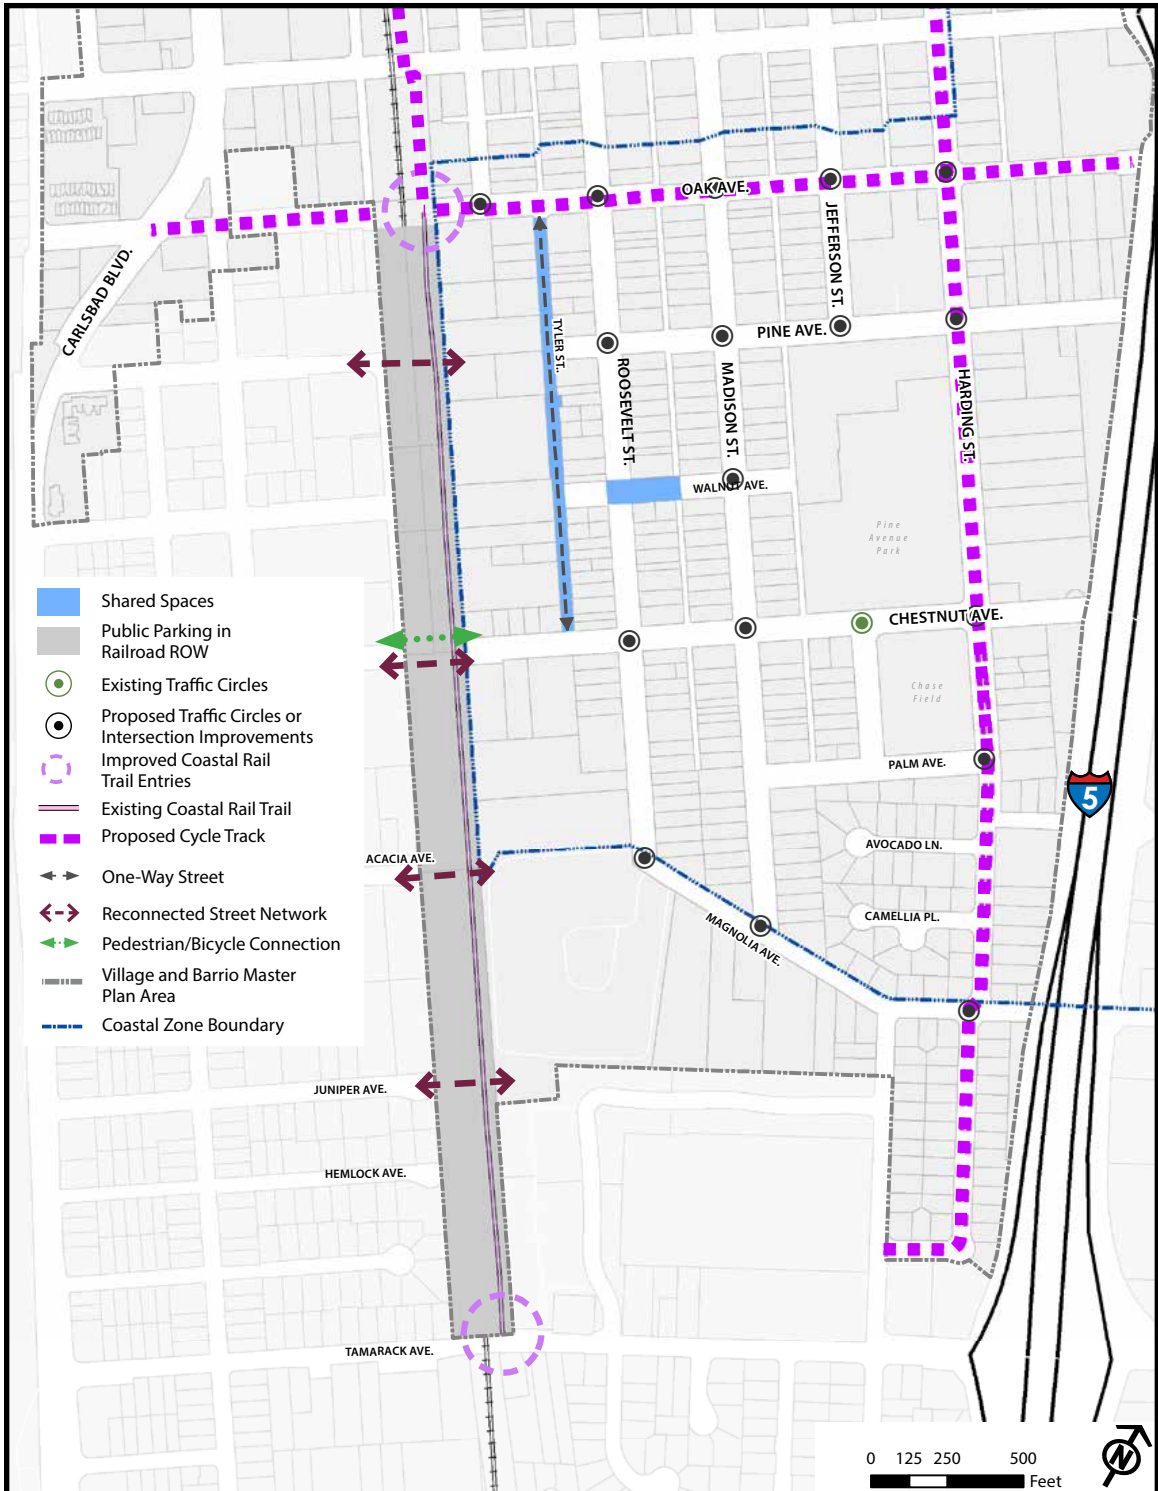 OAK AVE.
CARLSBAD BLVD.
JEFFERSON ST.
TYLER ST.
PINE AVE.
ROOSEVELT ST.
MADISON ST.
HARDING ST.
WALNUT AVE.
Pine
Avenue
Park
Shared Spaces
Public Parking in
Railroad ROW
Existing Traffic Circles
Proposed Traffic Circles or
Intersection Improvements
Improved Coastal Rail
Trail Entries
Existing Coastal Rail Trail
Proposed Cycle Track
One-Way Street
Reconnected Street Network
Pedestrian/Bicycle Connection
Village and Barrio Master
Plan Area
Coastal Zone Boundary
CHESTNUT AVE.
Chase
Field
PALM AVE.
5
AVOCADO LN.
ACACIA AVE.
CAMELLIA PL.
MAGNOLIA AVE.
JUNIPER AVE.
HEMLOCK AVE.
TAMARACK AVE.
0 125 250 500
Feet
N